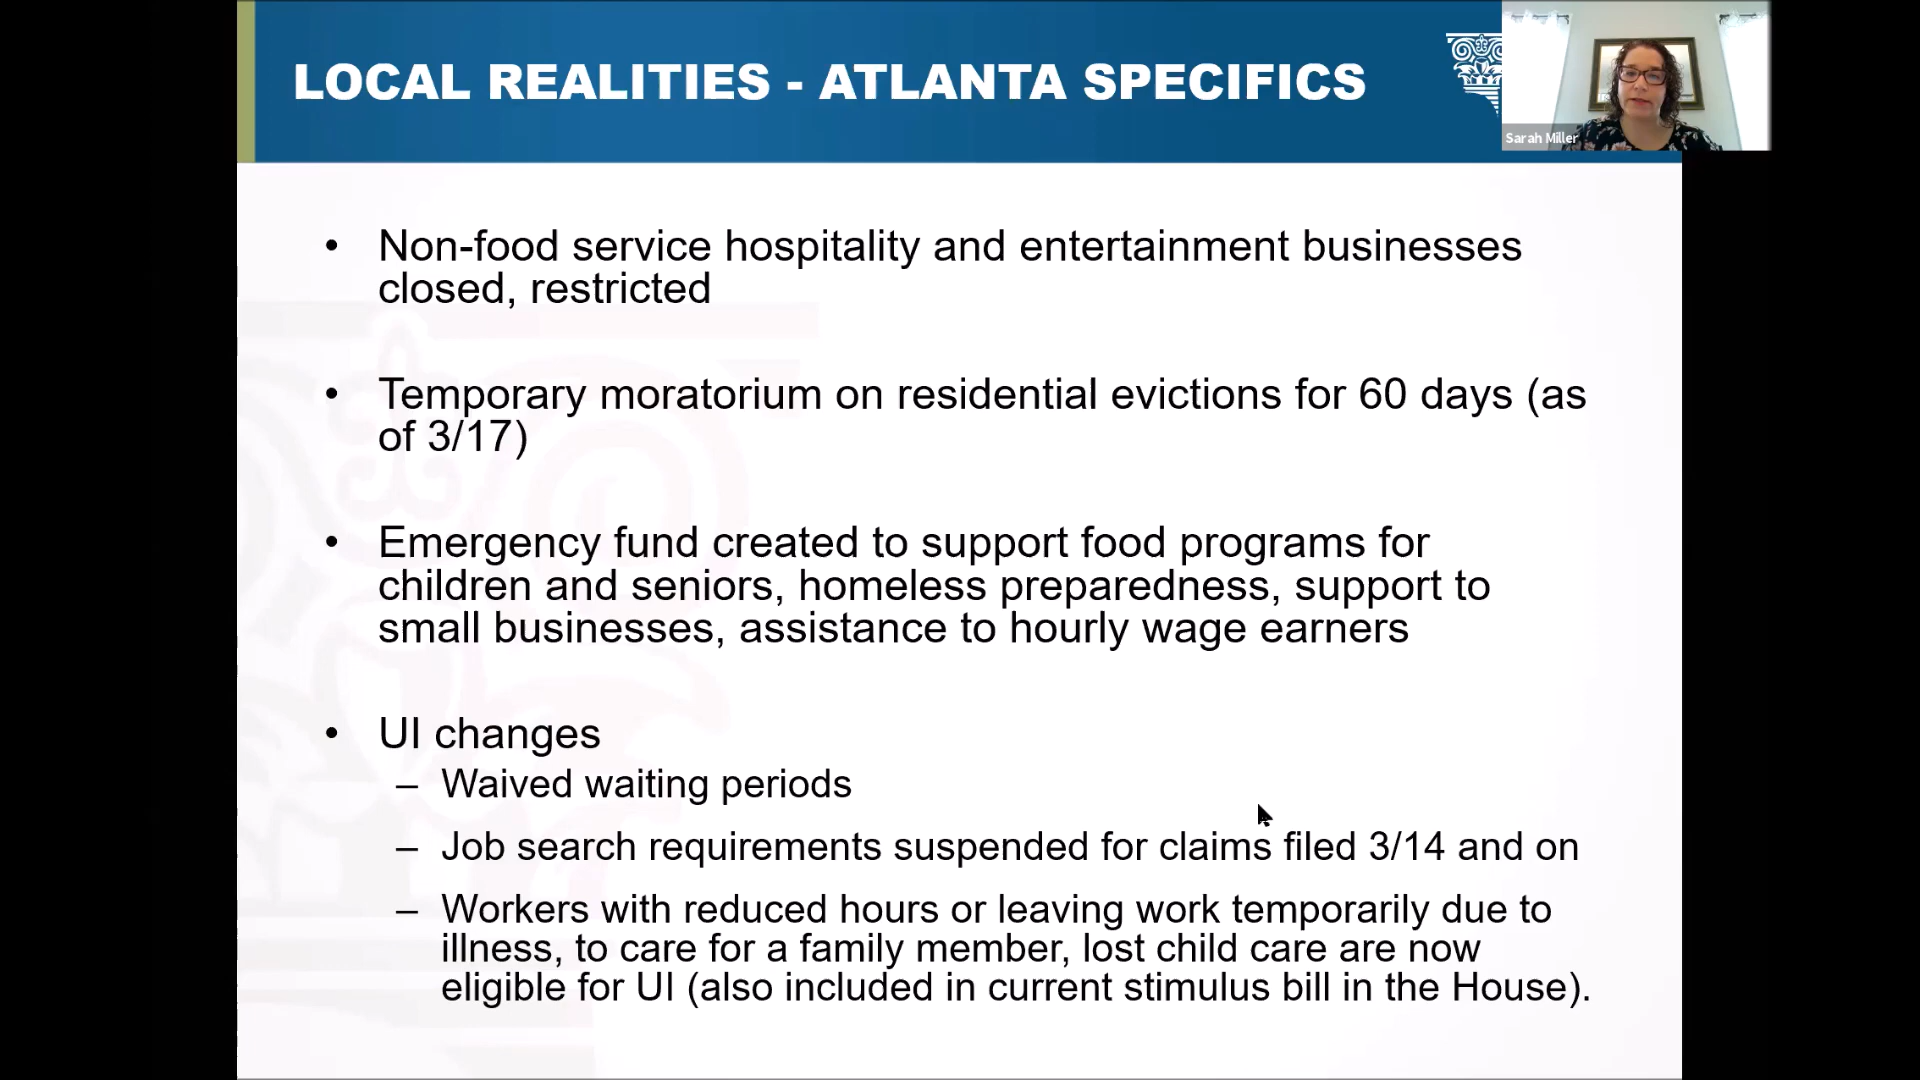 LOCAL REALITIES - ATLANTA SPECIFICS
Sarah Miller
• Non-food service hospitality and entertainment businesses
closed, restricted
• Temporary moratorium on residential evictions for 60 days (as
of 3/17)
• Emergency fund created to support food programs for
children and seniors, homeless preparedness, support to
small businesses, assistance to hourly wage earners
• UI changes
– Waived waiting periods
– Job search requirements suspended for claims filed 3/14 and on
– Workers with reduced hours or leaving work temporarily due to
illness, to care for a family member, lost child care are now
eligible for UI (also included in current stimulus bill in the House).